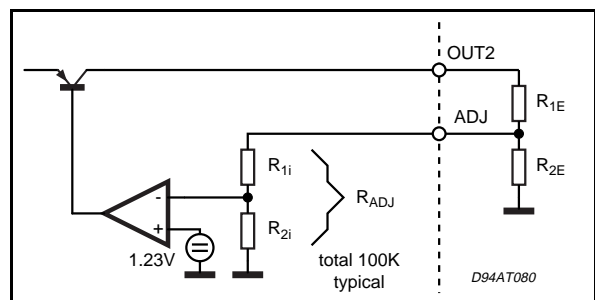 OUT2
R1E
ADJ
R2E
R1i
RADJ
-
R2i
+
1.23V
total 100K
typical
D94AT080